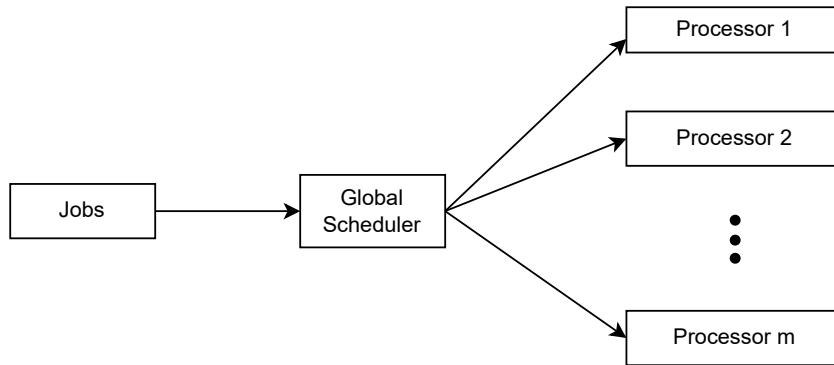 Jobs
Global
Scheduler
Processor 1
Processor 2
Processor m